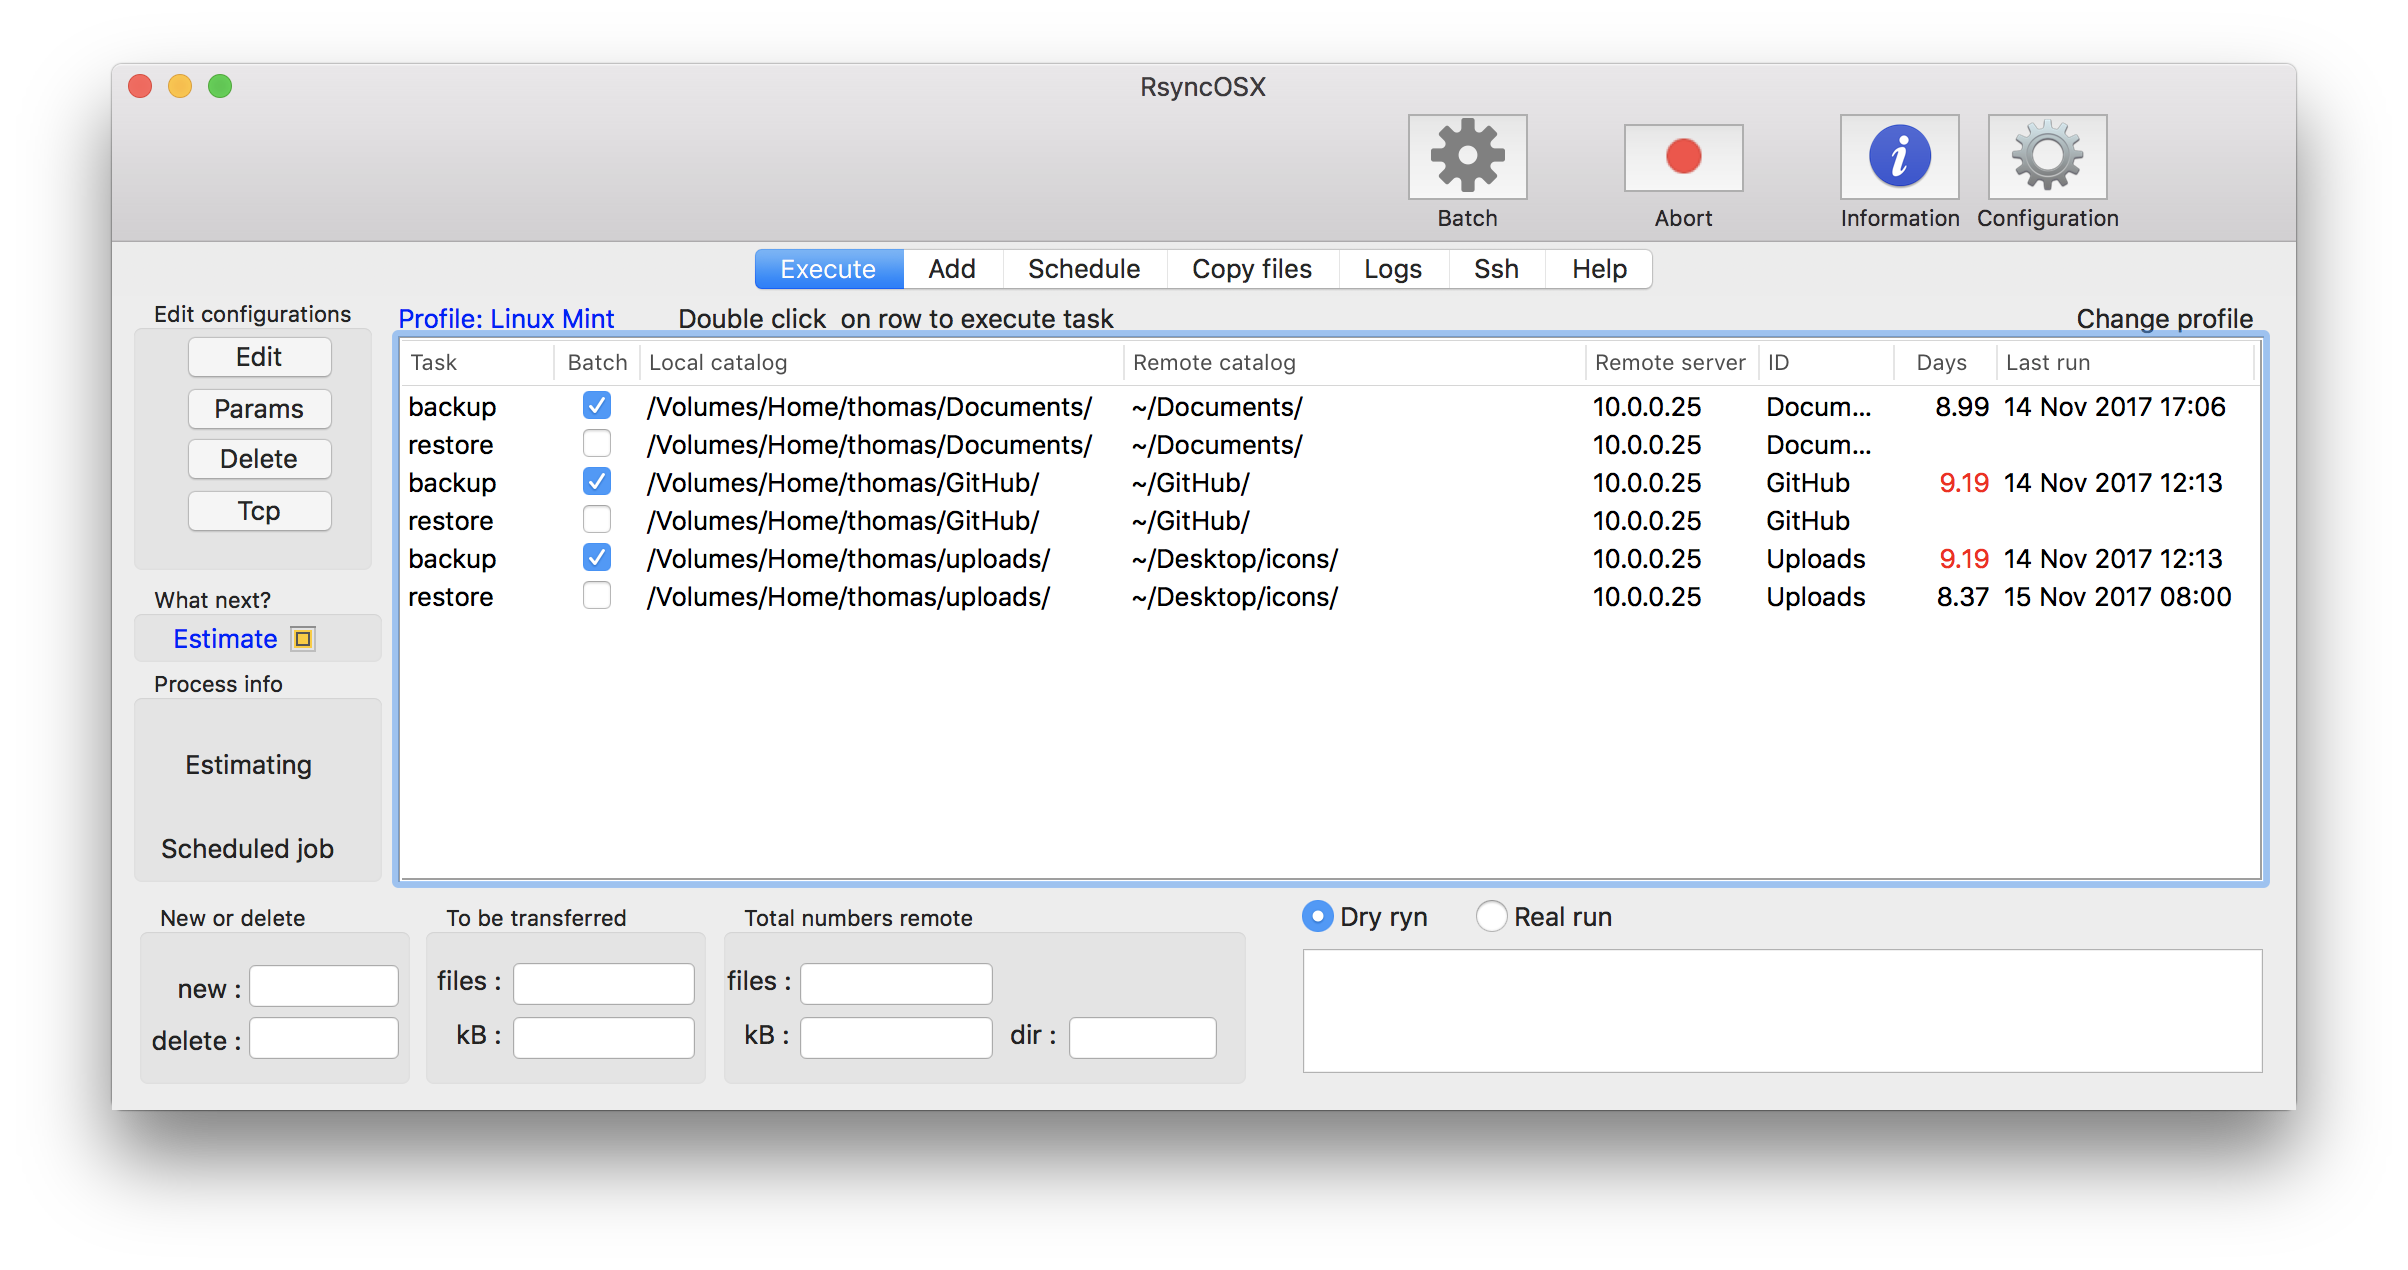 RsyncOSX
Batch
Abort
Information
Configuration
Execute Add Schedule Copy files Logs Ssh Help
Edit configurations
Edit
Params
Delete
Tcp
What next?
Estimate
Process info
Estimating
Scheduled job
Profile: Linux Mint Double click on row to execute task Change profile
Task Batch Local catalog Remote catalog Remote server ID Days Last run
backup /Volumes/Home/thomas/Documents/ ~/Documents/ 10.0.0.25 Docum... 8.99 14 Nov 2017 17:06
restore /Volumes/Home/thomas/Documents/ ~/Documents/ 10.0.0.25 Docum...
backup /Volumes/Home/thomas/GitHub/ ~/GitHub/ 10.0.0.25 GitHub 9.19 14 Nov 2017 12:13
restore /Volumes/Home/thomas/GitHub/ ~/GitHub/ 10.0.0.25 GitHub
backup /Volumes/Home/thomas/uploads/ ~/Desktop/icons/ 10.0.0.25 Uploads 9.19 14 Nov 2017 12:13
restore /Volumes/Home/thomas/uploads/ ~/Desktop/icons/ 10.0.0.25 Uploads 8.37 15 Nov 2017 08:00
New or delete
new :
delete :
To be transferred
files :
kB :
Total numbers remote
files :
kB : dir :
Dry ryn Real run